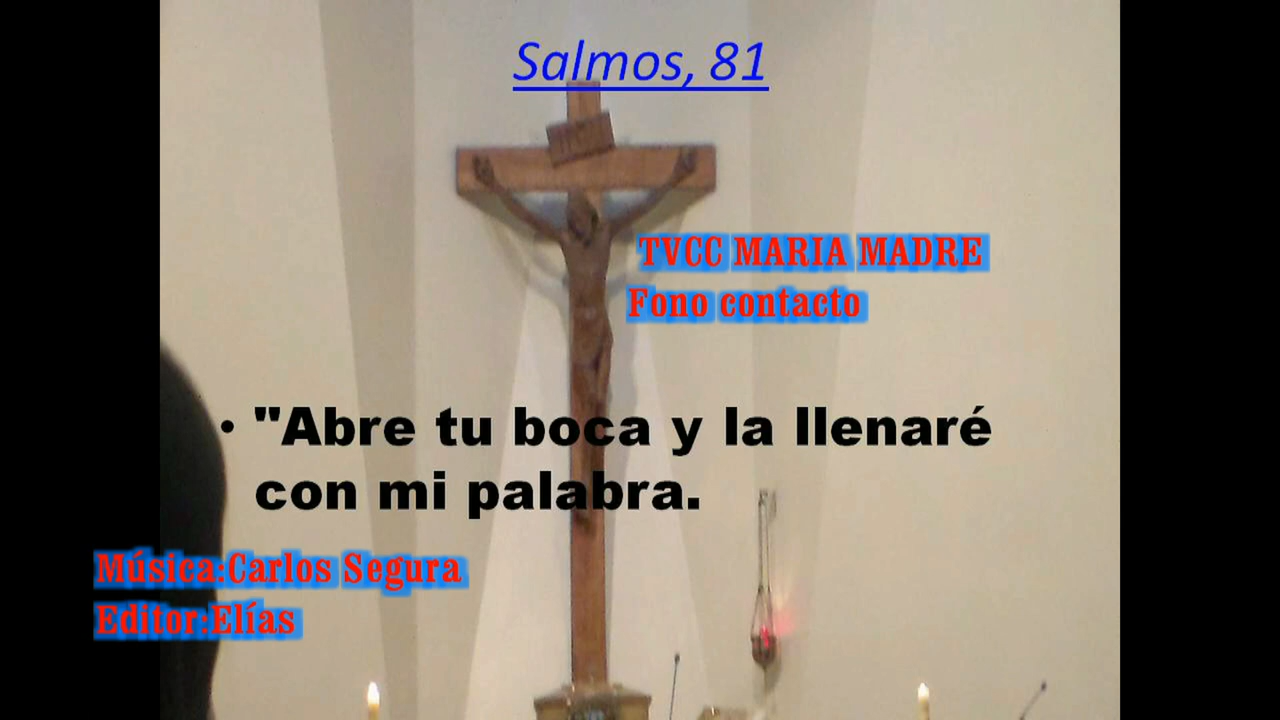 Salmos, 81
TVCC MARIA MADRE
Fono contacto
• "Abre tu boca y la llenaré
con mi palabra.
Música:Carlos Segura
Editor:Elías